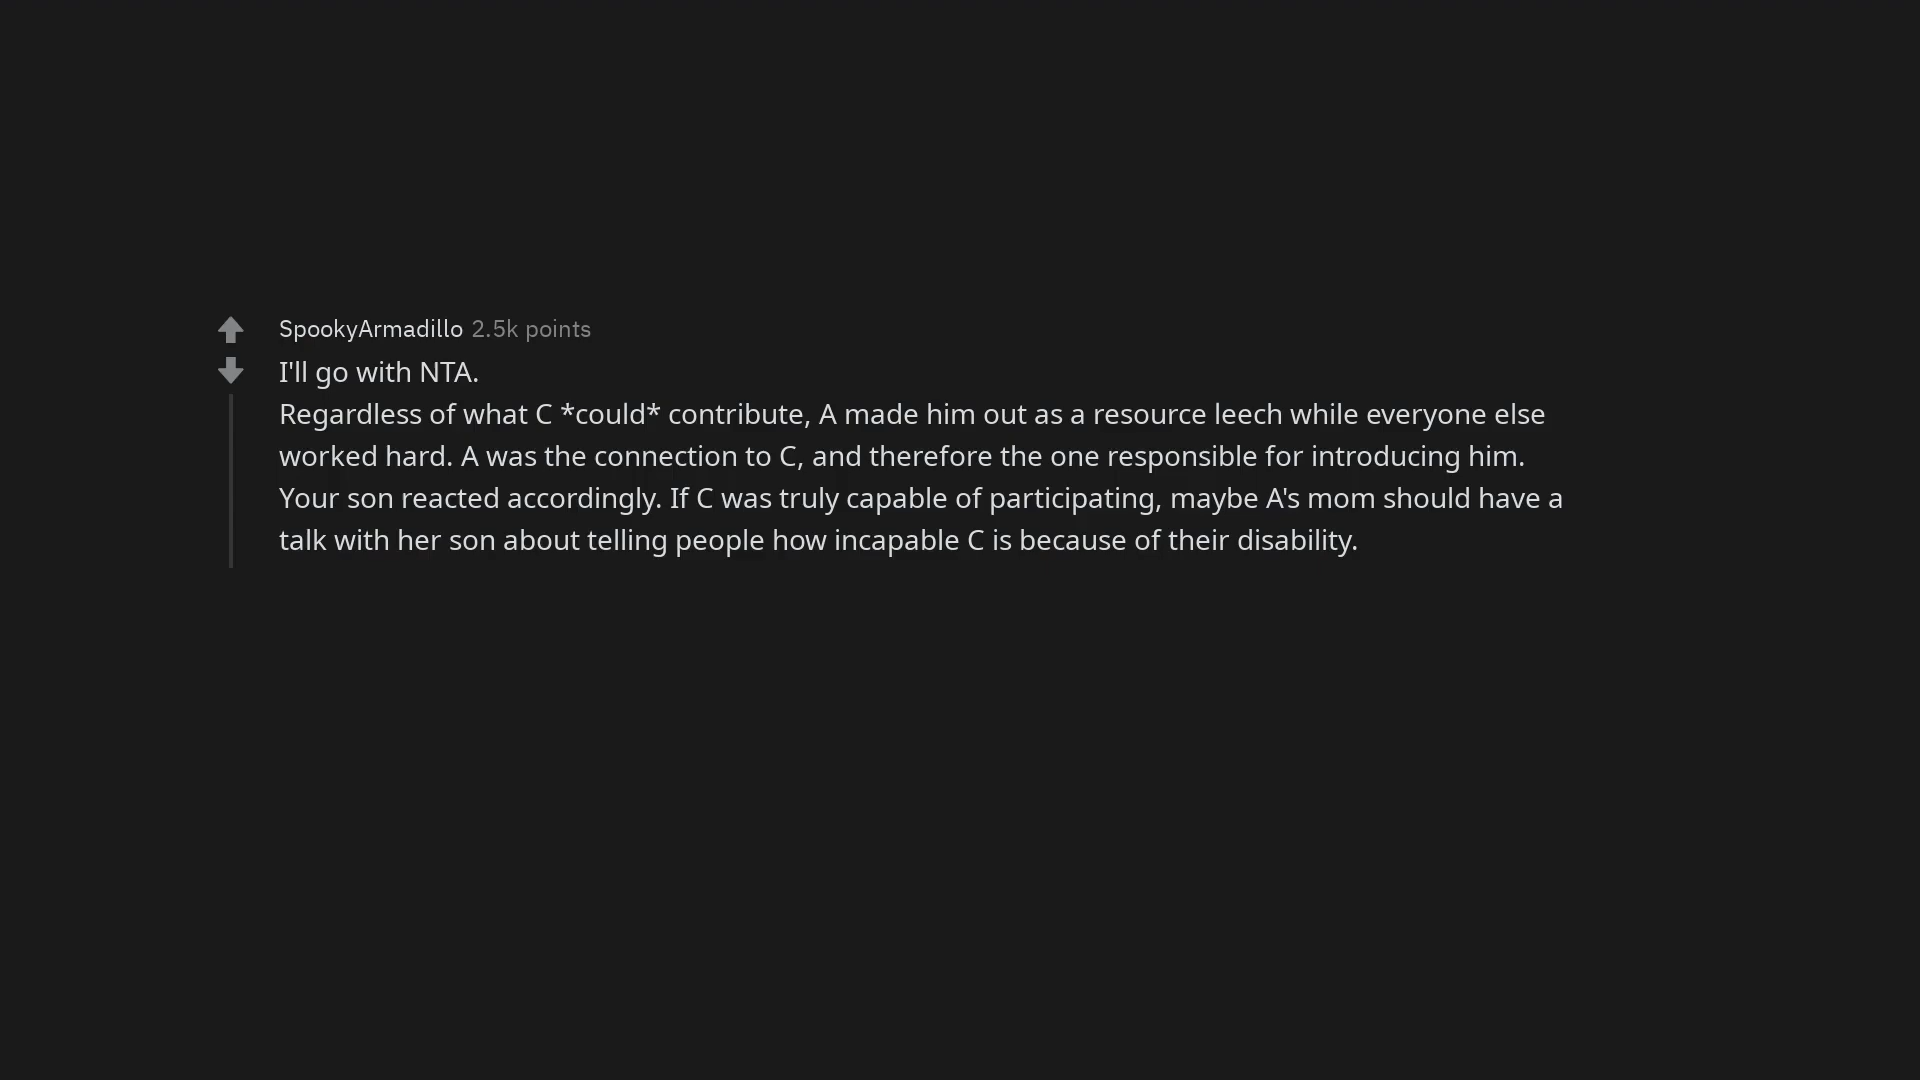 SpookyArmadillo 2.5k points
I'll go with NTA.
Regardless of what C *could* contribute, A made him out as a resource leech while everyone else
worked hard. A was the connection to C, and therefore the one responsible for introducing him.
Your son reacted accordingly. If C was truly capable of participating, maybe A's mom should have a
talk with her son about telling people how incapable C is because of their disability.